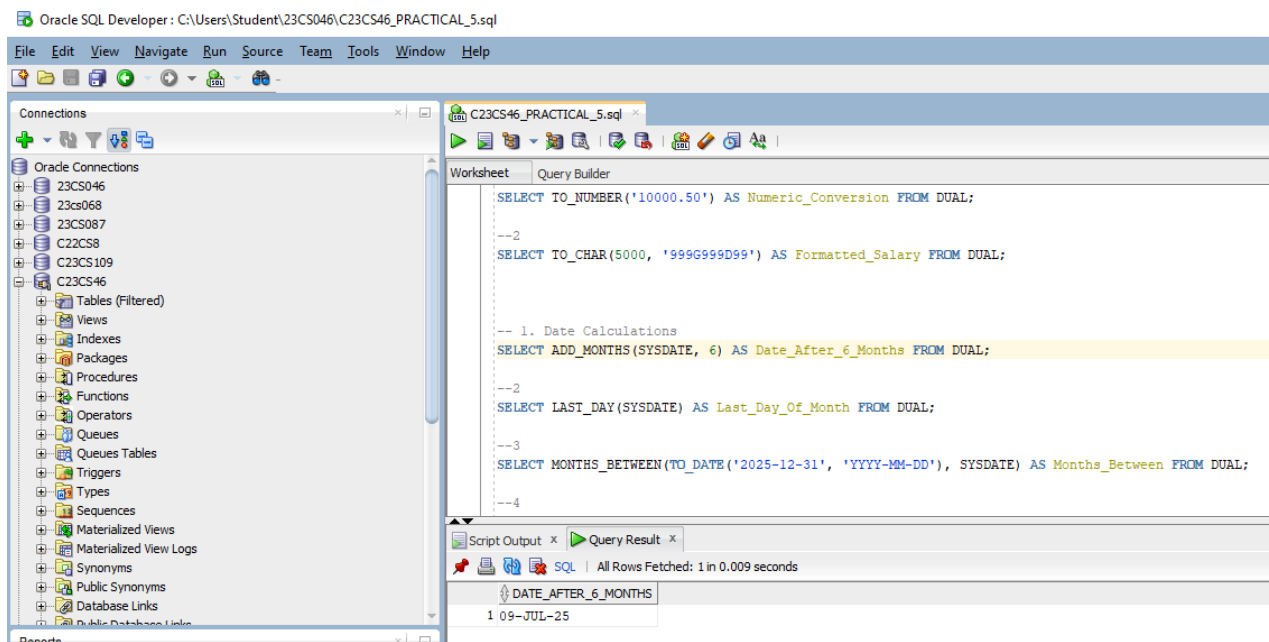 Oracle SQL Developer : C:\Users\Student\23CS046\C23CS46_PRACTICAL_5.sql
File Edit View Navigate Run Source Team Tools Window Help
Connections
Oracle Connections
23CS046
23cs068
23CS087
C22CS8
C23CS109
C23CS46
Tables (Filtered)
Views
Indexes
Packages
Procedures
Functions
Operators
Queues
Queues Tables
Triggers
Types
Sequences
Materialized Views
Materialized View Logs
Synonyms
Public Synonyms
Database Links
Public Database Links
Reports
C23CS46_PRACTICAL_5.sql
Worksheet Query Builder
SELECT TO_NUMBER('10000.50') AS Numeric_Conversion FROM DUAL;
--2
SELECT TO_CHAR(5000, '999G999D99') AS Formatted_Salary FROM DUAL;
-- 1. Date Calculations
SELECT ADD_MONTHS(SYSDATE, 6) AS Date_After_6_Months FROM DUAL;
--2
SELECT LAST_DAY(SYSDATE) AS Last_Day_Of_Month FROM DUAL;
--3
SELECT MONTHS_BETWEEN(TO_DATE('2025-12-31', 'YYYY-MM-DD'), SYSDATE) AS Months_Between FROM DUAL;
--4
Script Output x Query Result x
SQL | All Rows Fetched: 1 in 0.009 seconds
DATE_AFTER_6_MONTHS
1 09-JUL-25